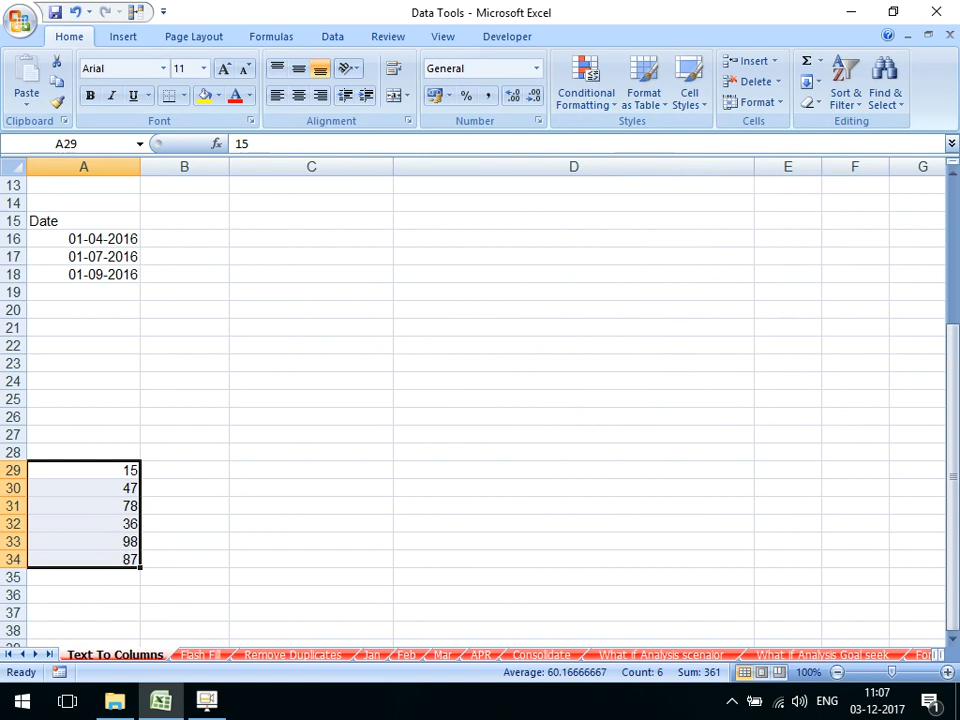 Data Tools - Microsoft Excel
Home Insert Page Layout Formulas Data Review View Developer
Paste
Clipboard
Arial 11
B I U
Font
Alignment
General
Number
Conditional Formatting
Format as Table
Cell Styles
Styles
Insert
Delete
Format
Cells
Sort & Filter
Find & Select
Editing
A29 fx 15
A B C D E F G
13
14
15 Date
16 01-04-2016
17 01-07-2016
18 01-09-2016
19
20
21
22
23
24
25
26
27
28
29 15
30 47
31 78
32 36
33 98
34 87
35
36
37
38
Text To Columns Flash Fill Remove Duplicates Jan Feb Mar APR Consolidate What if Analysis scenaior What if Analysis Goal seek
Ready Average: 60.16666667 Count: 6 Sum: 361 100%
ENG 11:07
03-12-2017
1